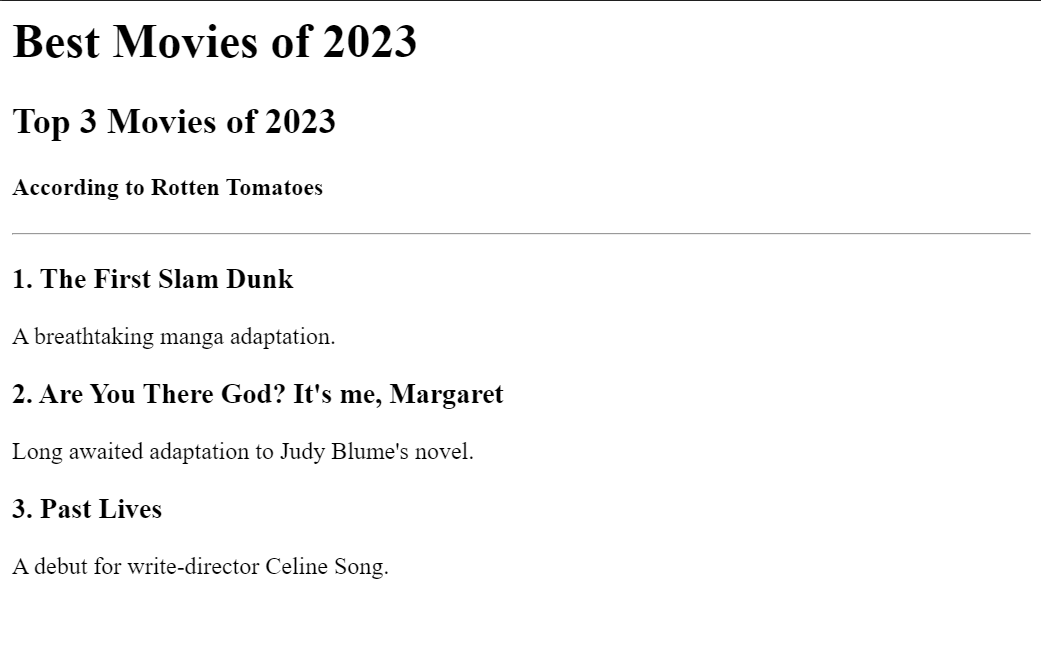 Best Movies of 2023
Top 3 Movies of 2023
According to Rotten Tomatoes
1. The First Slam Dunk
A breathtaking manga adaptation.
2. Are You There God? It's me, Margaret
Long awaited adaptation to Judy Blume's novel.
3. Past Lives
A debut for write-director Celine Song.